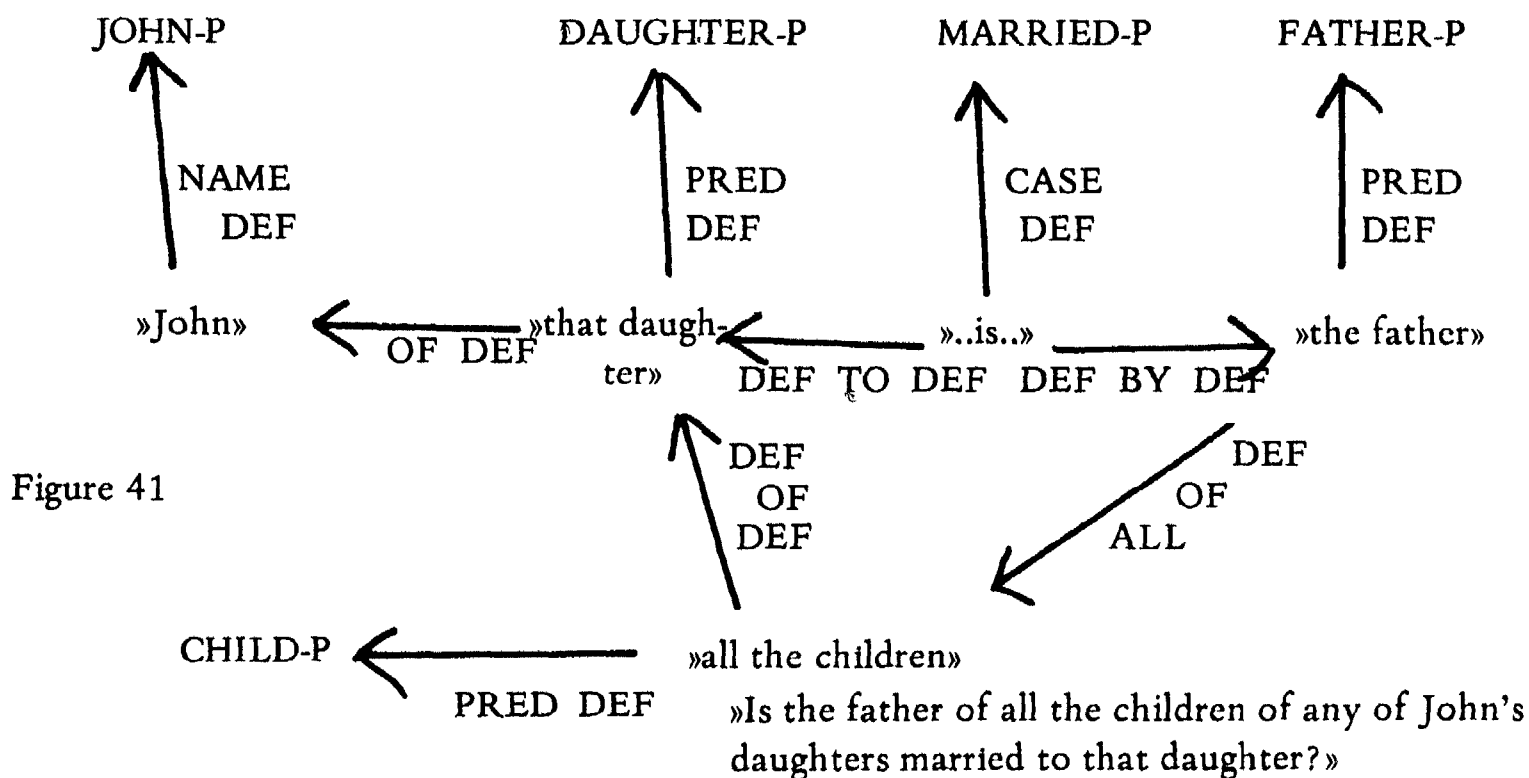 JOHN-P DAUGHTER-P MARRIED-P FATHER-P
NAME PRED CASE PRED
DEF DEF DEF DEF
»John» »that daugh- »..is..» »the father»
OF DEF
ter» DEF TO DEF DEF BY DEF
DEF DEF
Figure 41 OF OF
DEF ALL
CHILD-P »all the children»
PRED DEF »Is the father of all the children of any of John's
daughters married to that daughter?»